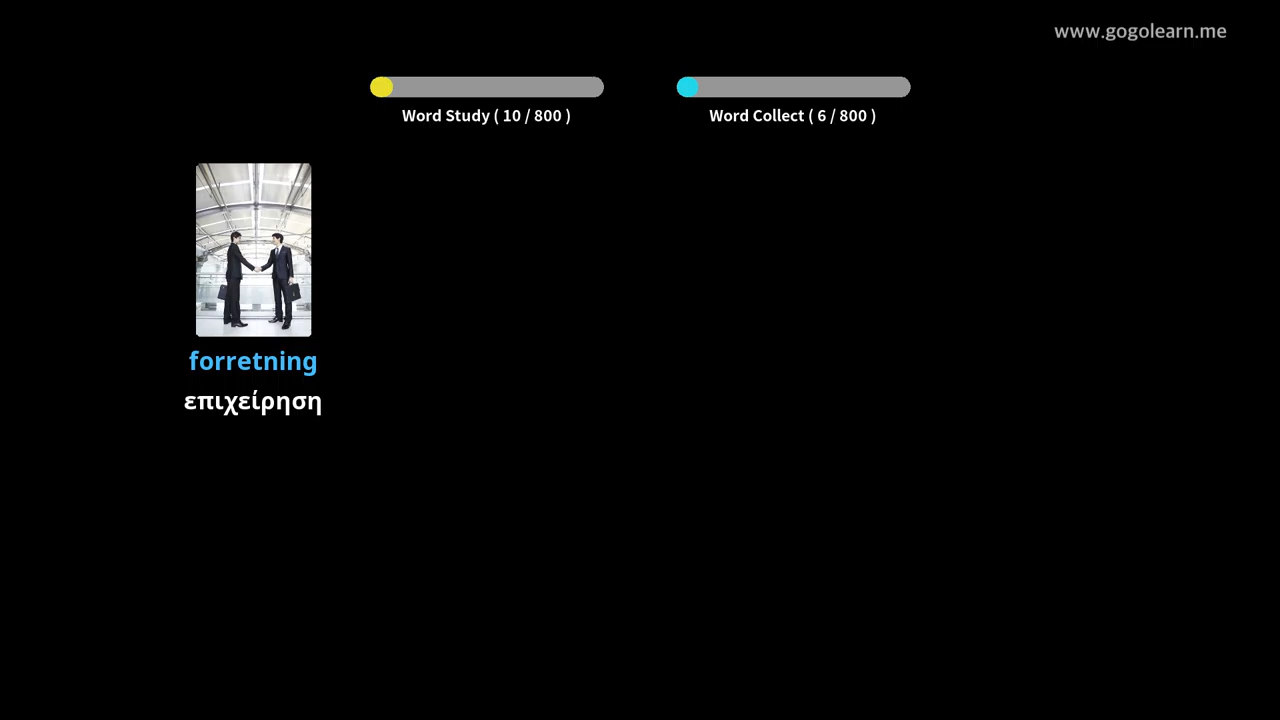 www.gogolearn.me
Word Study ( 10 / 800 )
Word Collect ( 6 / 800 )
forretning
επιχείρηση